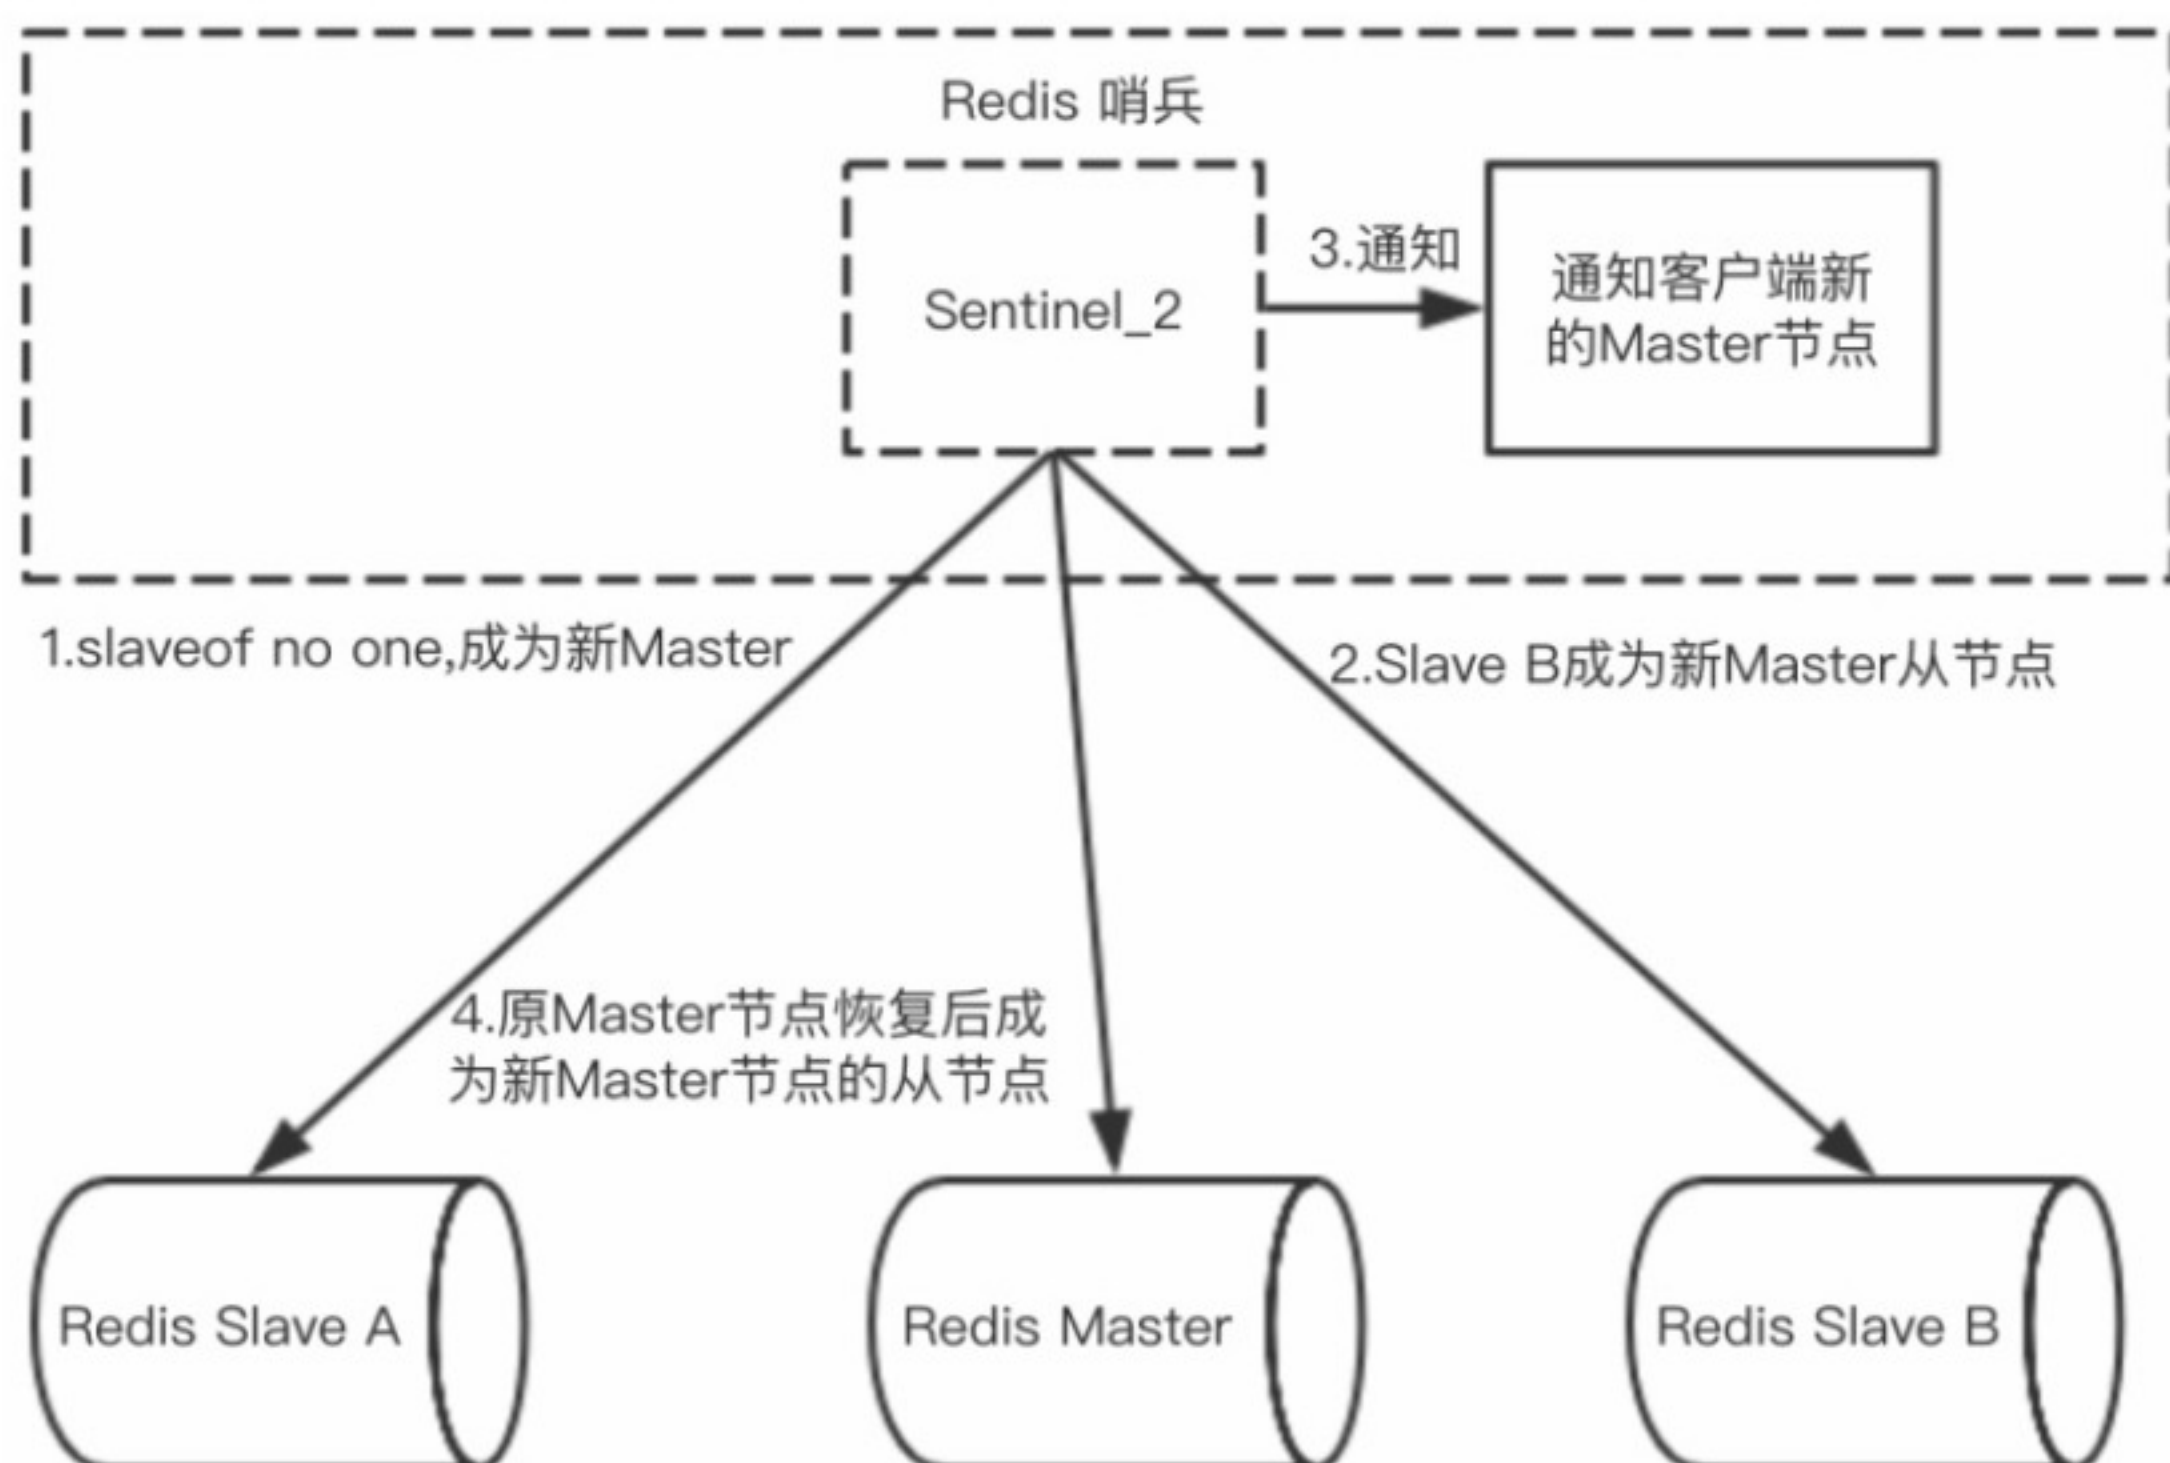 Redis 哨兵
Sentinel_2
3.通知
通知客户端新
的Master节点
1.slaveof no one,成为新Master
2.Slave B成为新Master从节点
4.原Master节点恢复后成
为新Master节点的从节点
Redis Slave A
Redis Master
Redis Slave B